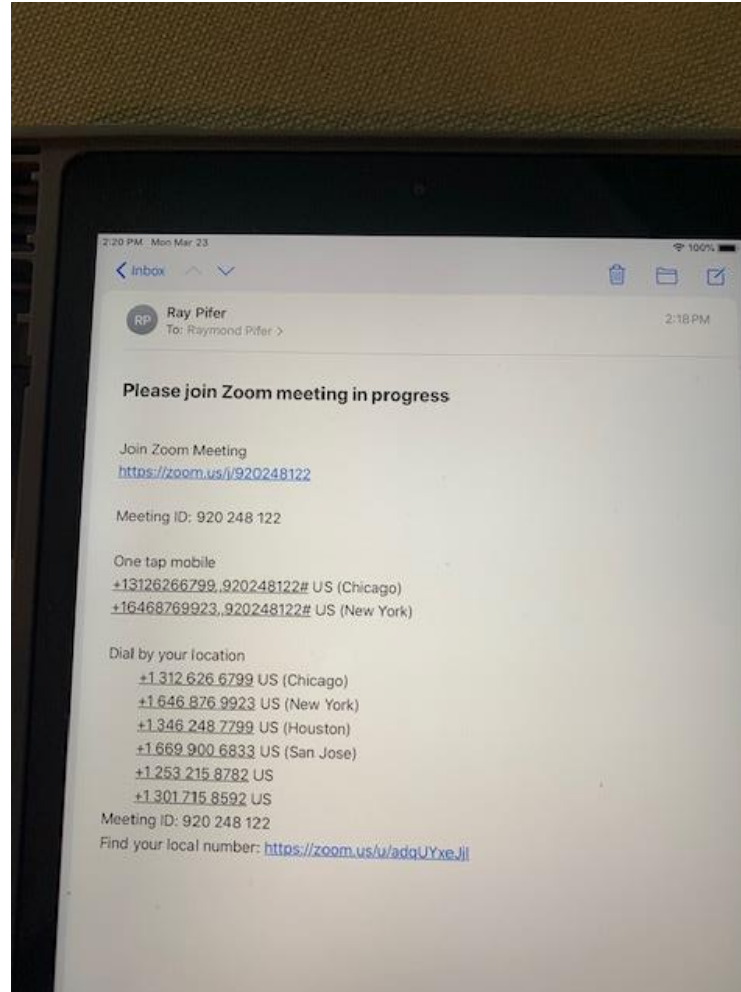 2:20 PM Mon Mar 23
100%
Inbox
RP
Ray Pifer
To: Raymond Pifer >
2:18 PM
Please join Zoom meeting in progress
Join Zoom Meeting
https://zoom.us/j/920248122
Meeting ID: 920 248 122
One tap mobile
+13126266799,,920248122# US (Chicago)
+16468769923,,920248122# US (New York)
Dial by your location
+1 312 626 6799 US (Chicago)
+1 646 876 9923 US (New York)
+1 346 248 7799 US (Houston)
+1 669 900 6833 US (San Jose)
+1 253 215 8782 US
+1 301 715 8592 US
Meeting ID: 920 248 122
Find your local number: https://zoom.us/u/adqUYxeJjl